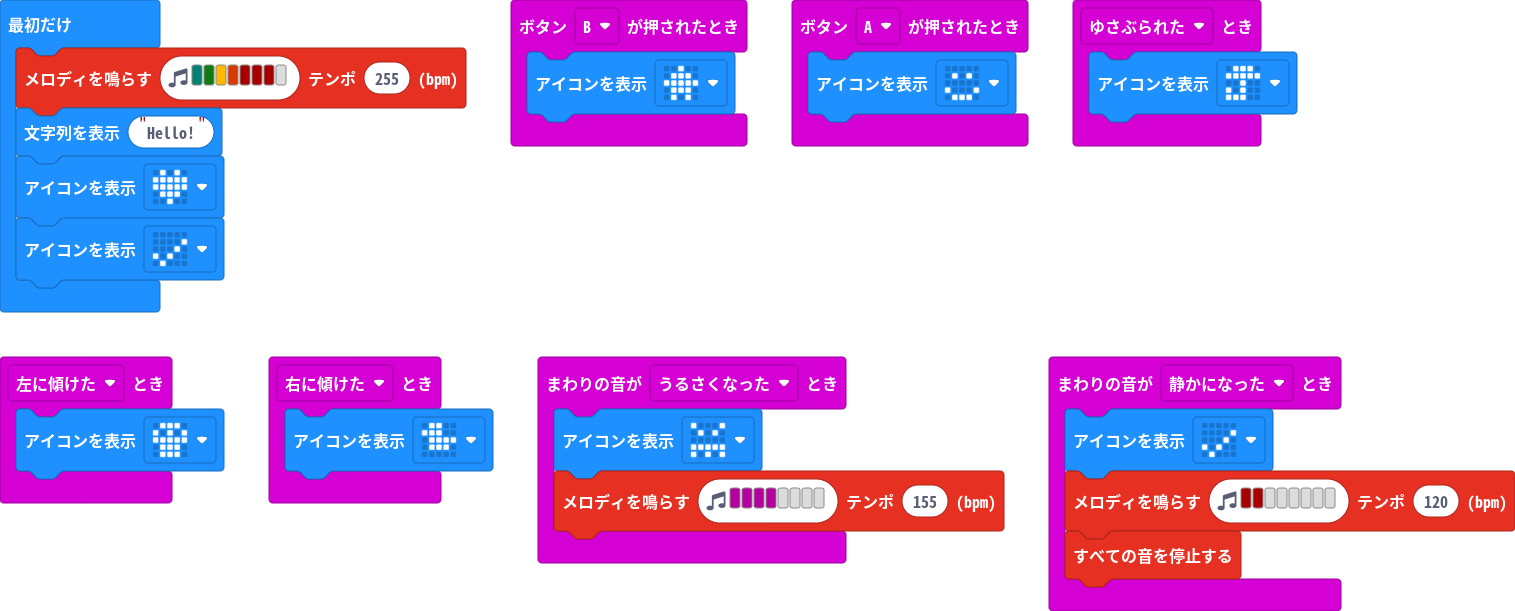 最初だけ
メロディを鳴らす テンポ 255 (bpm)
文字列を表示 "Hello!"
アイコンを表示
アイコンを表示
ボタン B が押されたとき
アイコンを表示
ボタン A が押されたとき
アイコンを表示
ゆさぶられた とき
アイコンを表示
左に傾けた とき
アイコンを表示
右に傾けた とき
アイコンを表示
まわりの音が うるさくなった とき
アイコンを表示
メロディを鳴らす テンポ 155 (bpm)
まわりの音が 静かになった とき
アイコンを表示
メロディを鳴らす テンポ 120 (bpm)
すべての音を停止する